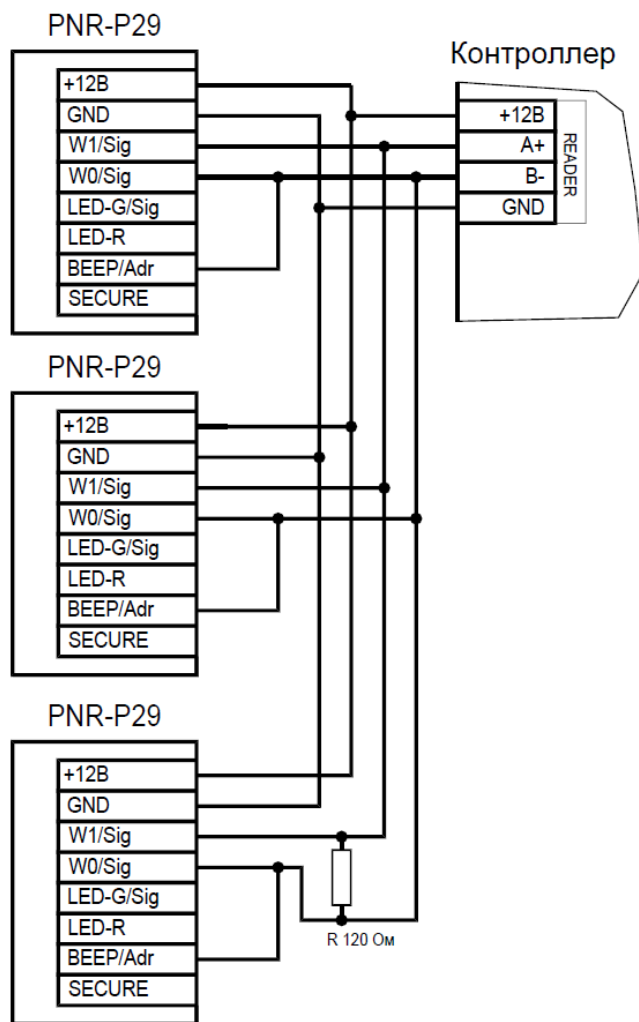 PNR-P29
+12В
GND
W1/Sig
W0/Sig
LED-G/Sig
LED-R
BEEP/Adr
SECURE
Контроллер
+12В
A+
B-
GND
READER
PNR-P29
+12В
GND
W1/Sig
W0/Sig
LED-G/Sig
LED-R
BEEP/Adr
SECURE
PNR-P29
+12В
GND
W1/Sig
W0/Sig
LED-G/Sig
LED-R
BEEP/Adr
SECURE
R 120 Ом